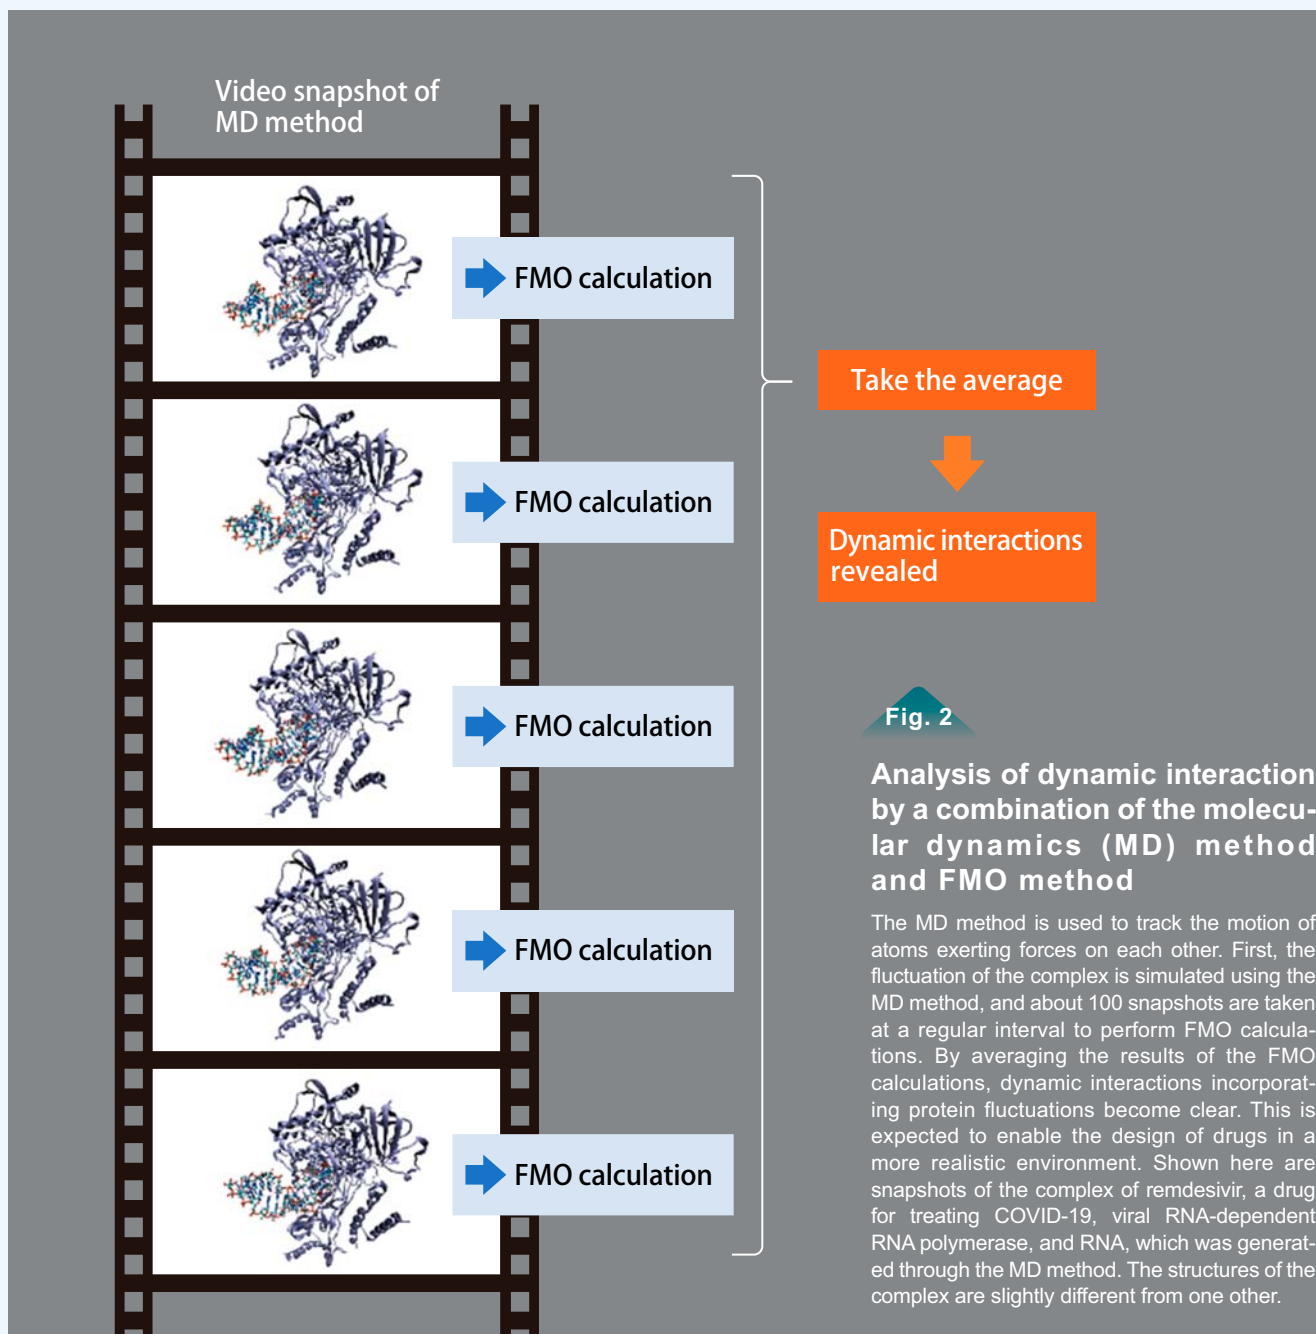 Video snapshot of
MD method
FMO calculation
FMO calculation
FMO calculation
FMO calculation
FMO calculation
Take the average
Dynamic interactions
revealed
Fig. 2
Analysis of dynamic interaction
by a combination of the molecu-
lar dynamics (MD) method
and FMO method
The MD method is used to track the motion of
atoms exerting forces on each other. First, the
fluctuation of the complex is simulated using the
MD method, and about 100 snapshots are taken
at a regular interval to perform FMO calcula-
tions. By averaging the results of the FMO
calculations, dynamic interactions incorporat-
ing protein fluctuations become clear. This is
expected to enable the design of drugs in a
more realistic environment. Shown here are
snapshots of the complex of remdesivir, a drug
for treating COVID-19, viral RNA-dependent
RNA polymerase, and RNA, which was generat-
ed through the MD method. The structures of the
complex are slightly different from one other.